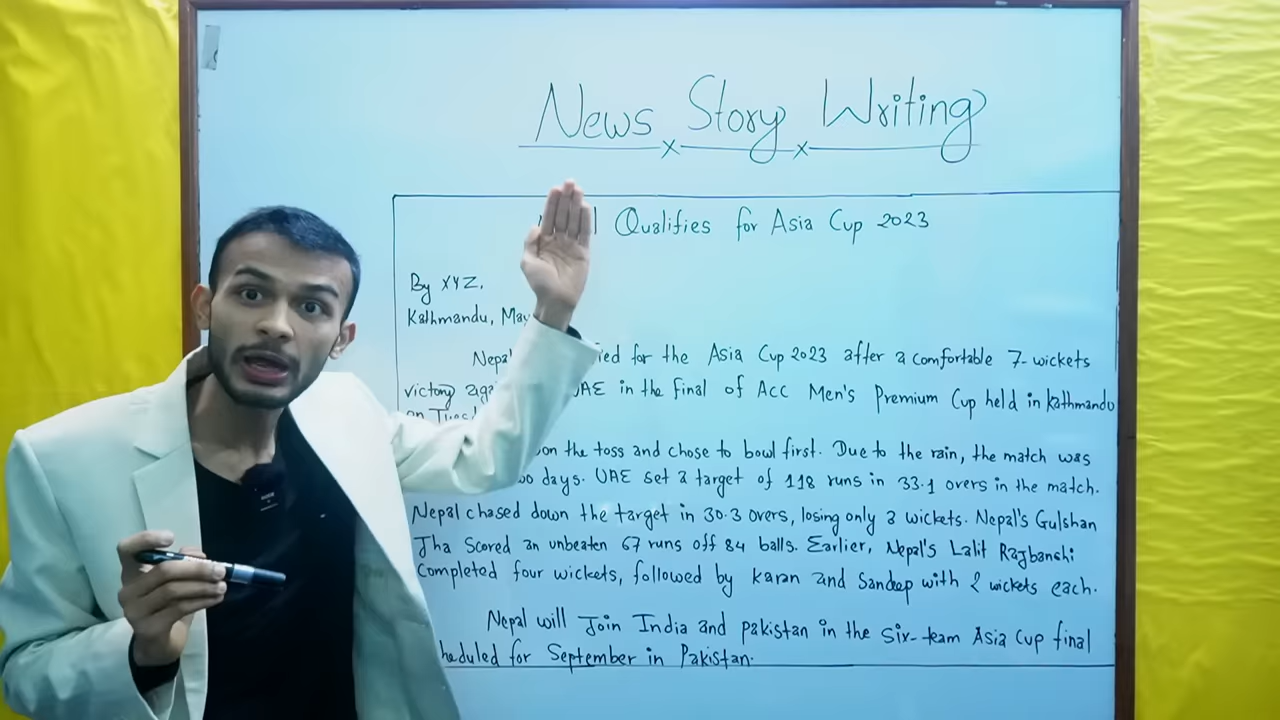 News Story Writing
Qualifies for Asia Cup 2023
By XYZ.
Kathmandu, May
Nepal for the Asia Cup 2023 after a comfortable 7-wickets
victory UAE in the final of ACC Men's Premium Cup held in Kathmandu
on
on the toss and chose to bowl first. Due to the rain, the match was
days. UAE set a target of 118 runs in 33.1 overs in the match.
Nepal chased down the target in 30.3 overs, losing only 3 wickets. Nepal's Gulshan
Jha scored an unbeaten 67 runs off 84 balls. Earlier, Nepal's Lalit Rajbanshi
completed four wickets, followed by Karan and Sandeep with 2 wickets each.
Nepal will Join India and Pakistan in the six-team Asia Cup final
heduled for September in Pakistan.